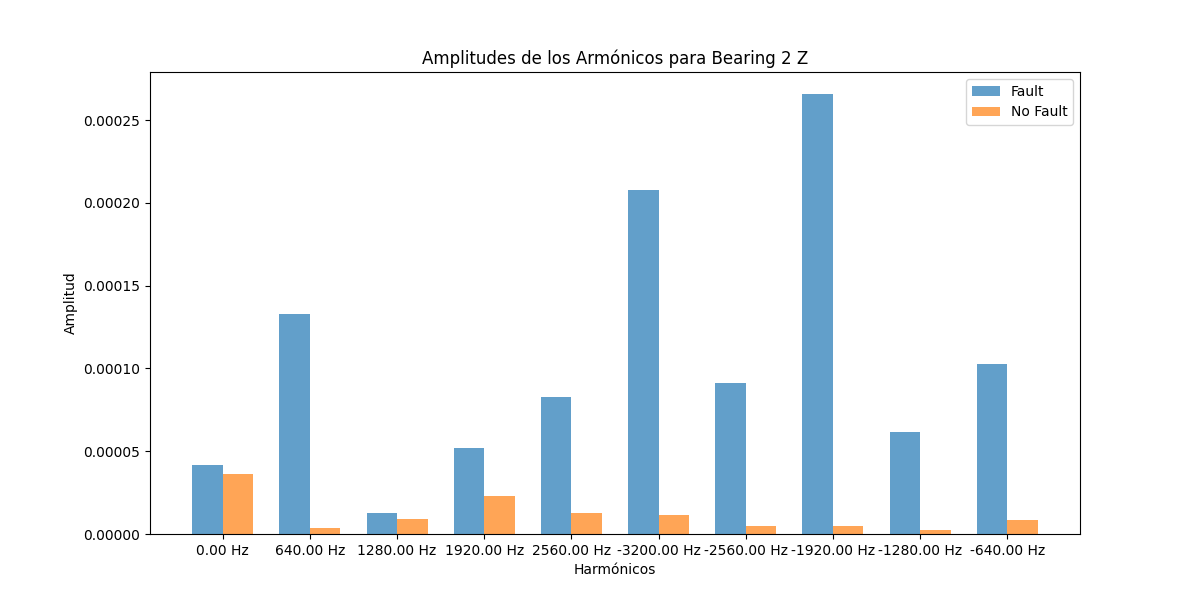 Amplitudes de los Armónicos para Bearing 2 Z
Fault
No Fault
Amplitud
0.00025
0.00020
0.00015
0.00010
0.00005
0.00000
0.00 Hz 640.00 Hz 1280.00 Hz 1920.00 Hz 2560.00 Hz -3200.00 Hz -2560.00 Hz -1920.00 Hz -1280.00 Hz -640.00 Hz
Harmónicos